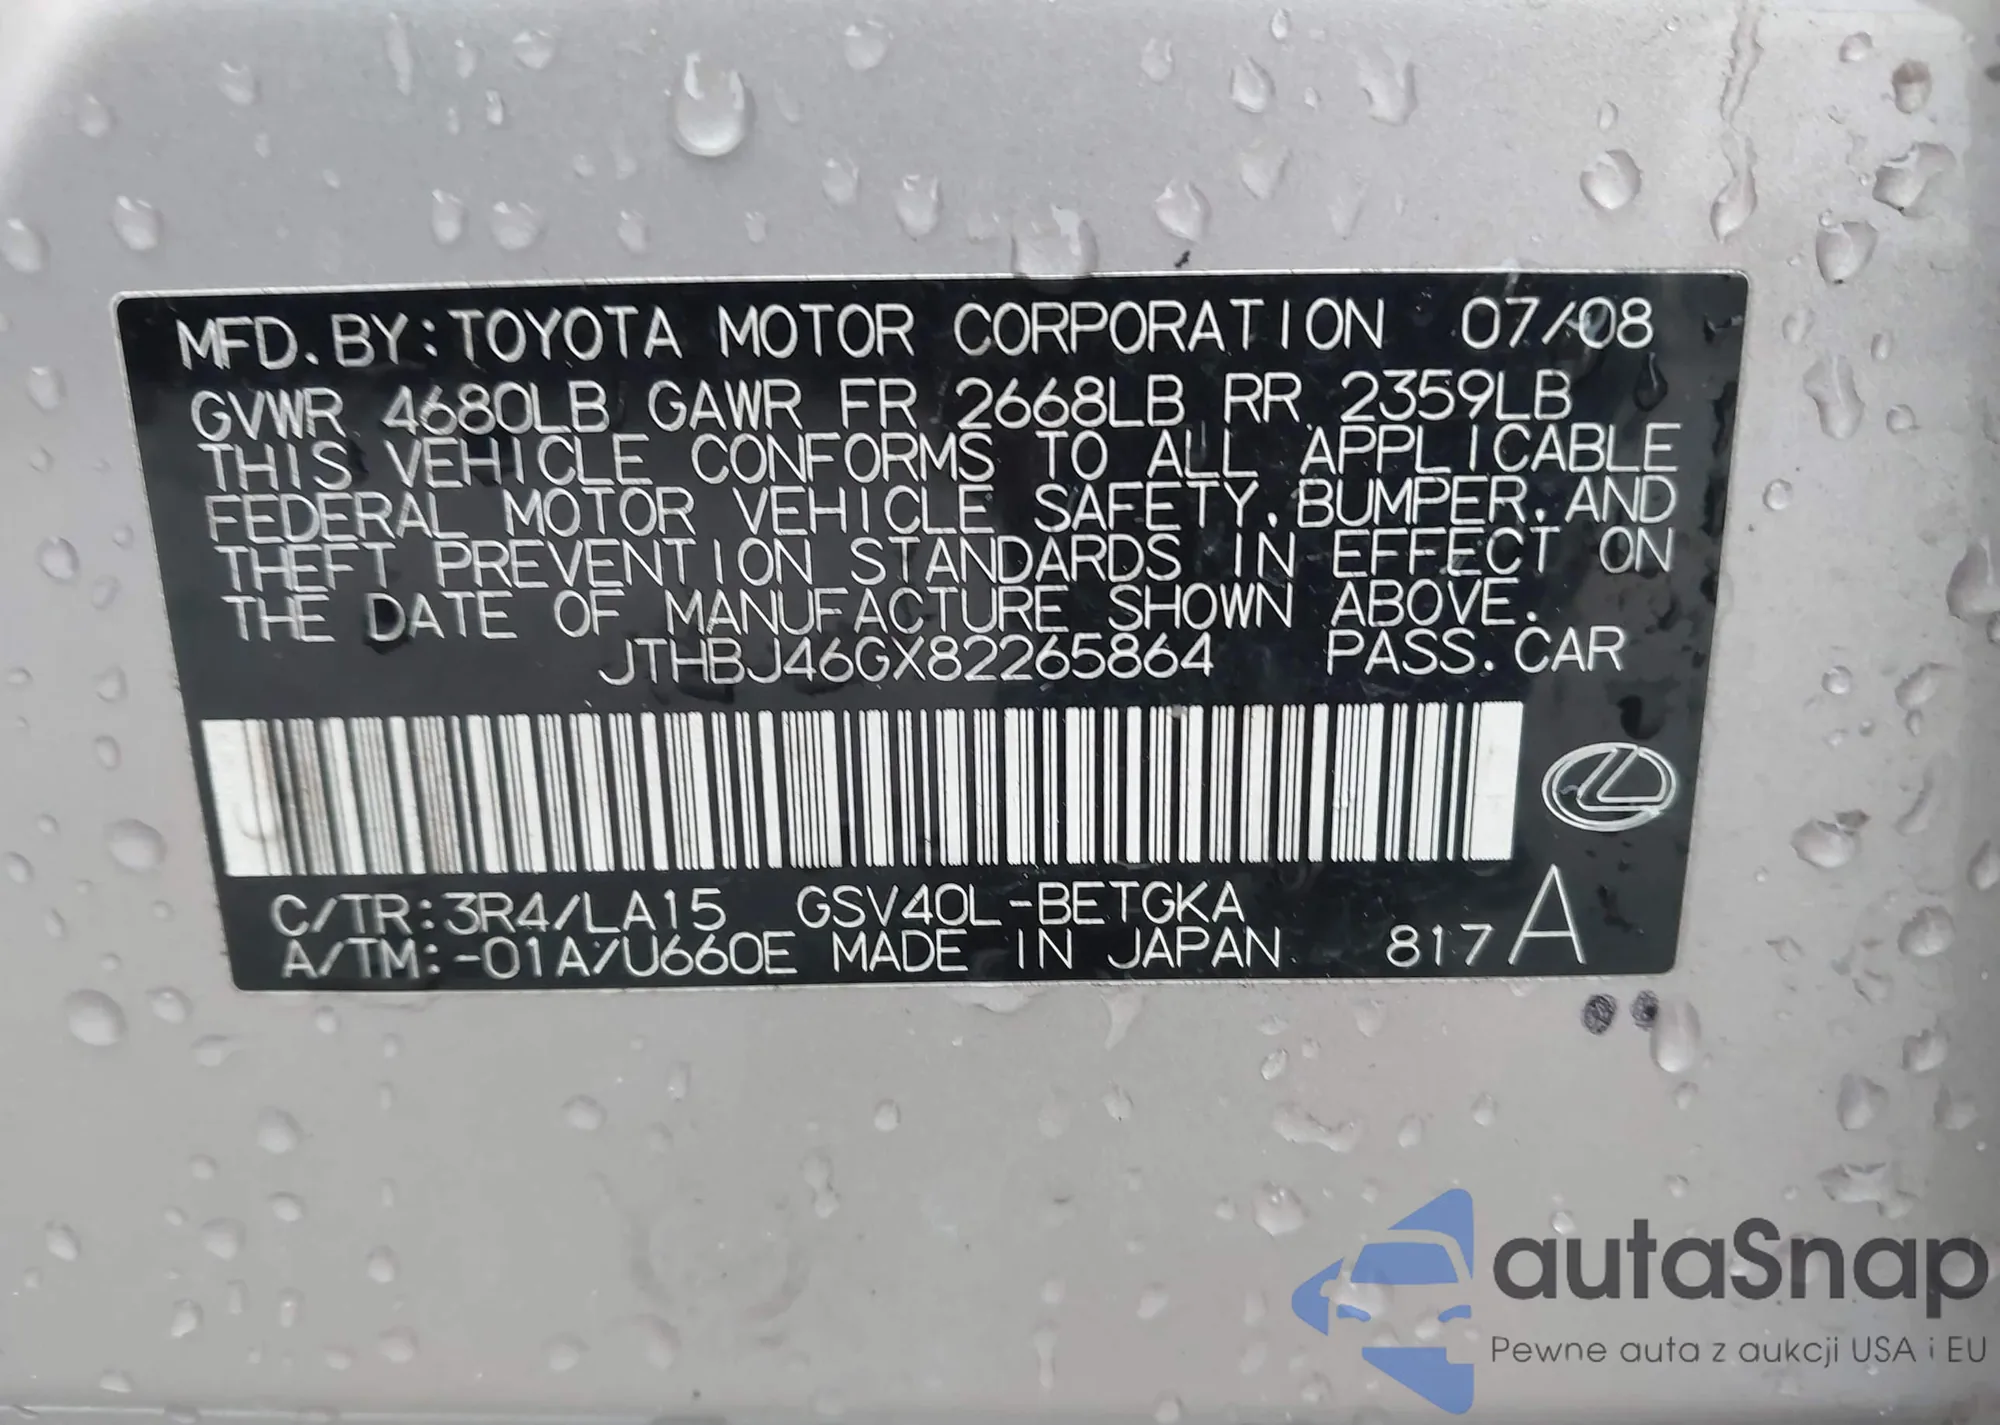 MFD. BY: TOYOTA MOTOR CORPORATION 07/08
GVWR 4680LB GAWR FR 2668LB RR 2359LB
THIS VEHICLE CONFORMS TO ALL APPLICABLE
FEDERAL MOTOR VEHICLE SAFETY, BUMPER, AND
THEFT PREVENTION STANDARDS IN EFFECT ON
THE DATE OF MANUFACTURE SHOWN ABOVE.
JTHBJ46GX82265864 PASS. CAR
C/TR: 3R4/LA15 GSV40L-BETGKA
A/TM: -01A/U660E MADE IN JAPAN 817 A
autaSnap
Pewne auta z aukcji USA i EU